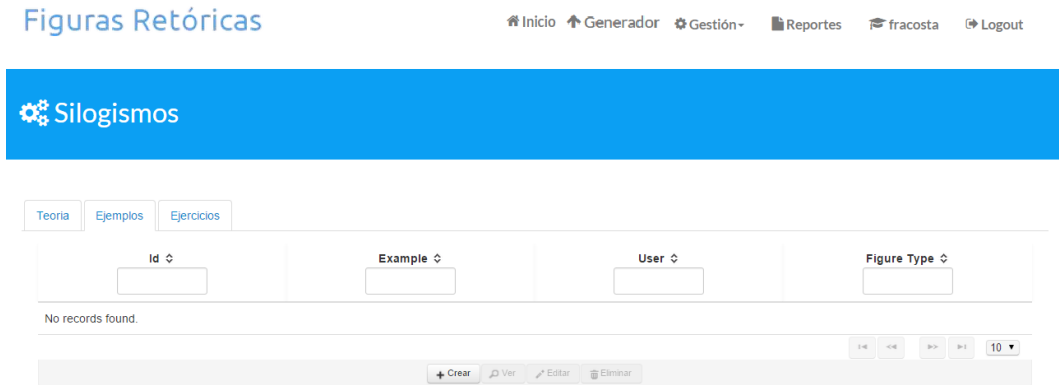 Figuras Retóricas Inicio Generador Gestión Reportes fracosta Logout
Silogismos
Teoria Ejemplos Ejercicios
Id Example User Figure Type
No records found.
10
Crear Ver Editar Eliminar